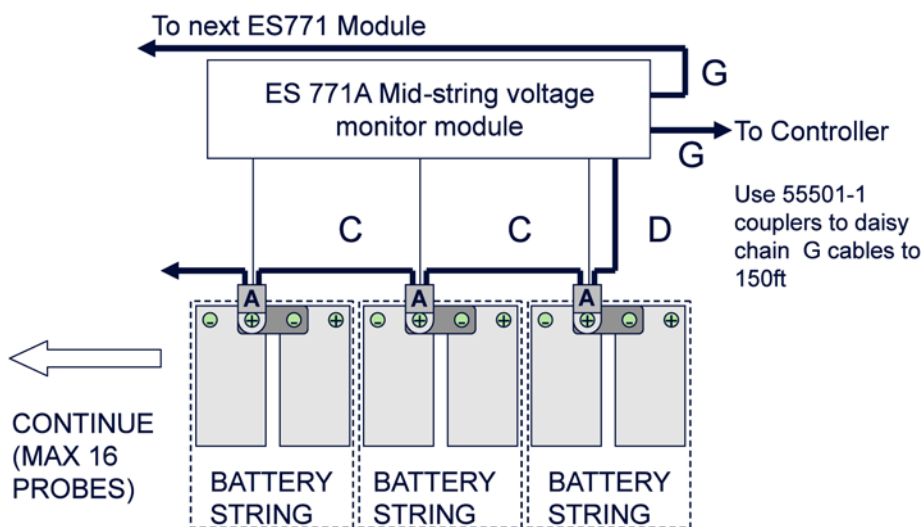 To next ES771 Module
G
ES 771A Mid-string voltage
monitor module
To Controller
G
Use 55501-1
couplers to daisy
chain G cables to
150ft
C
C
D
A
A
A
CONTINUE
(MAX 16
PROBES)
BATTERY
STRING
BATTERY
STRING
BATTERY
STRING